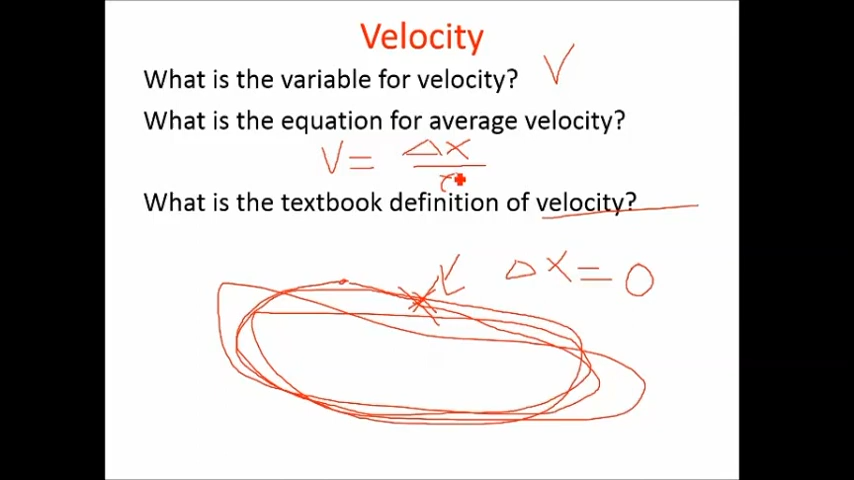 Velocity
What is the variable for velocity? V
What is the equation for average velocity?
V = Δx
What is the textbook definition of velocity?
Δx = 0